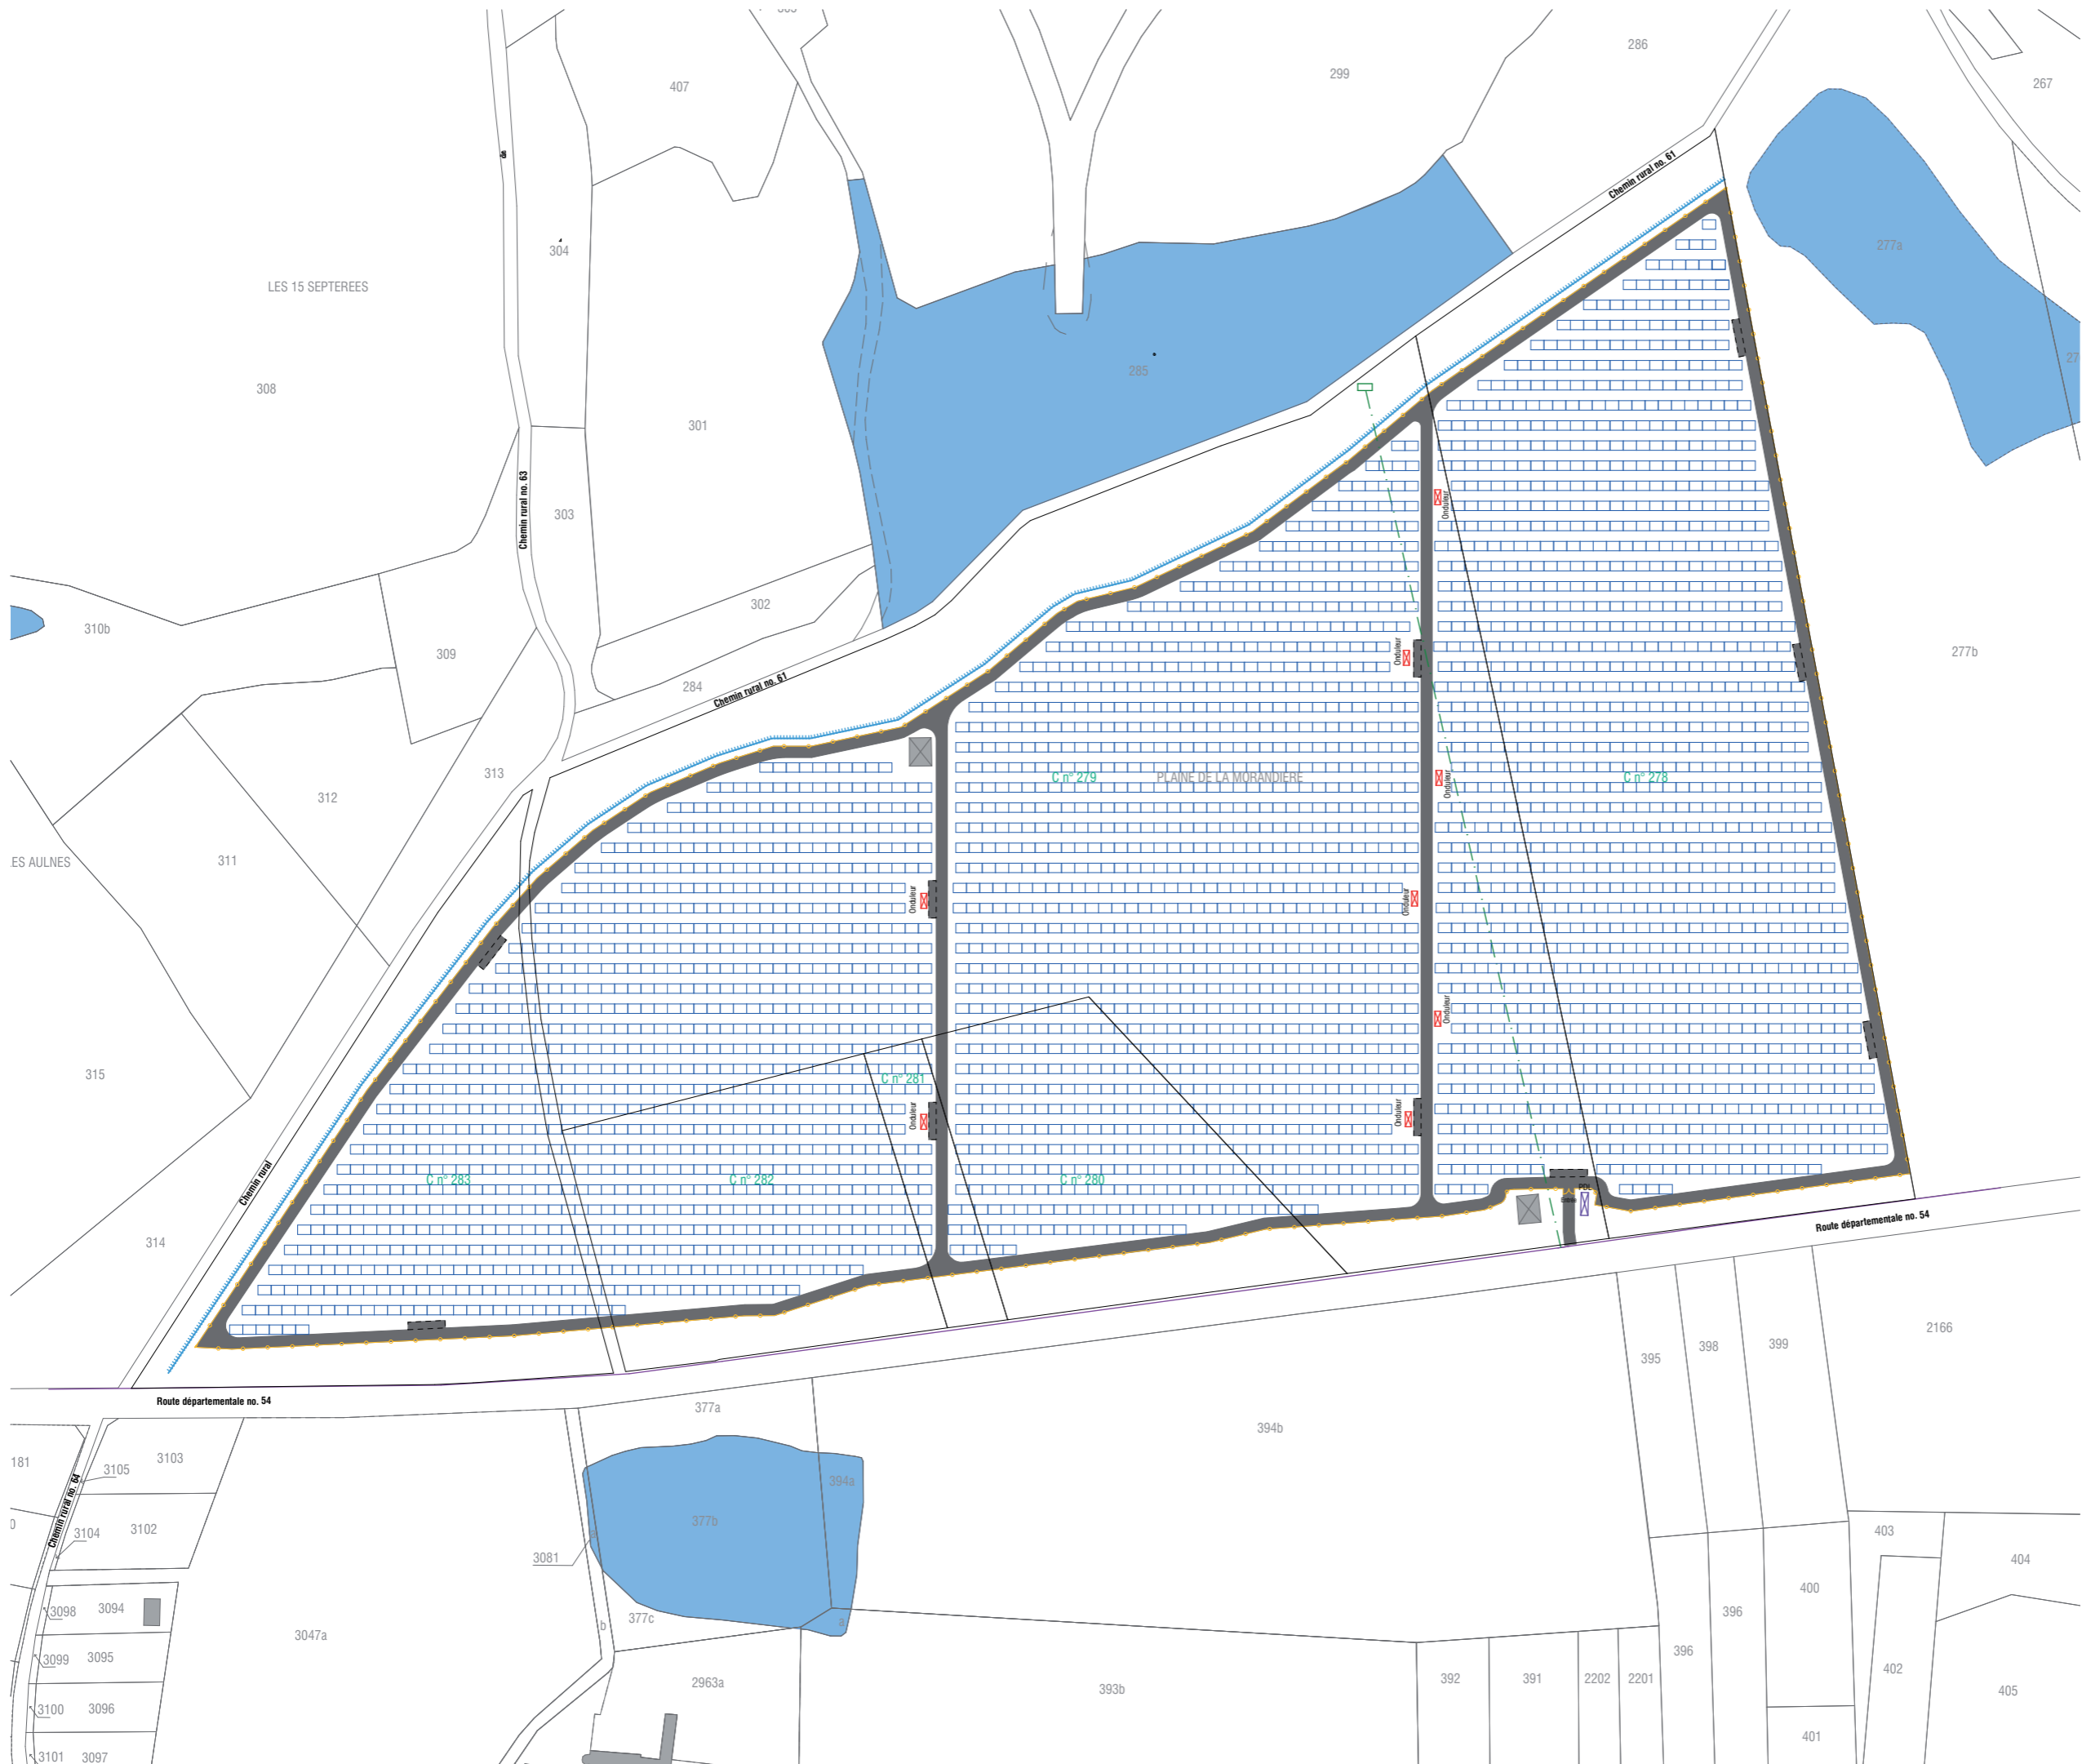 286
299
267
407
304
277a
LES 15 SEPTEREES
Chemin rural no. 61
285
308
301
Chemin rural no. 63
303
Onduleur
302
310b
309
Onduleur
277b
284
Chemin rural no. 61
313
C n° 279
PLAINE DE LA MORANDIERE
C n° 278
Onduleur
312
311
ES AULNES
Onduleur
Onduleur
Onduleur
315
C n° 281
Onduleur
Onduleur
C n° 283
C n° 282
C n° 280
Chemin rural
PDL
Route départementale no. 54
314
2166
395
398
399
Route départementale no. 54
377a
394b
181
3105
3103
394a
377b
Chemin rural no. 64
3104
3102
3081
403
404
400
3098
3094
377c
b
a
396
3047a
396
3099
3095
2963a
393b
392
391
2202
2201
402
405
3100
3096
401
3101
3097